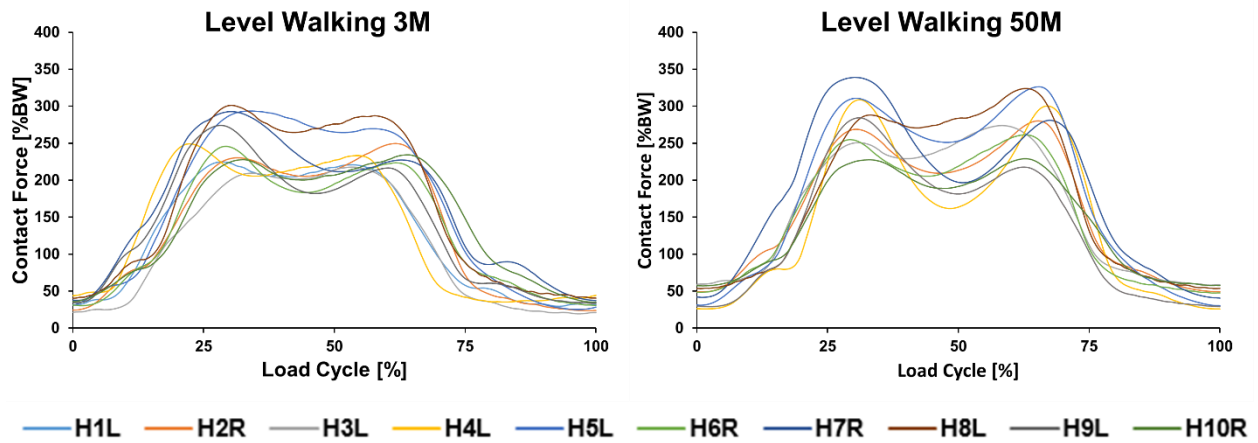 Level Walking 3M
400
350
300
250
200
150
100
50
0
Contact Force [%BW]
0 25 50 75 100
Load Cycle [%]
Level Walking 50M
400
350
300
250
200
150
100
50
0
Contact Force [%BW]
0 25 50 75 100
Load Cycle [%]
H1L H2R H3L H4L H5L H6R H7R H8L H9L H10R